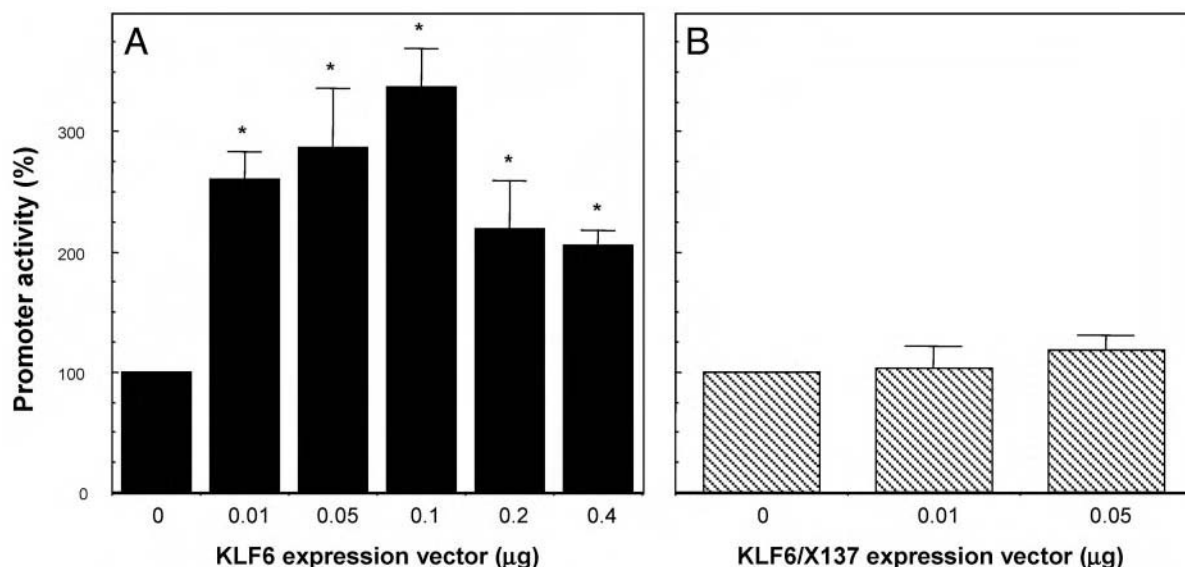 A
B
Promoter activity (%)
300
200
100
0
* * * * *
0 0.01 0.05 0.1 0.2 0.4
0 0.01 0.05
KLF6 expression vector (μg)
KLF6/X137 expression vector (μg)